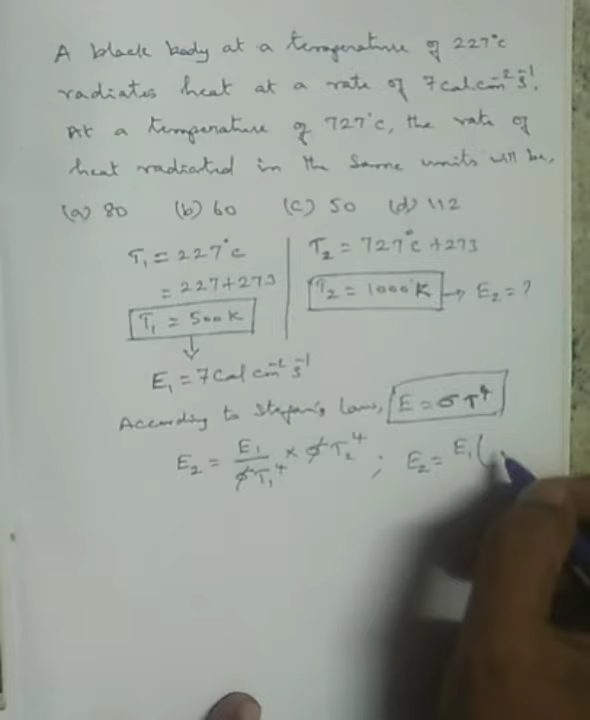 A black body at a temperature of 227°c
radiates heat at a rate of 7 cal cm⁻² s⁻¹.
At a temperature of 727°c, the rate of
heat radiated in the same units will be,
(a) 80 (b) 60 (c) 50 (d) 112
T₁ = 227°c
= 227+273
T₁ = 500 K
E₁ = 7 Cal cm⁻² s⁻¹
T₂ = 727°c + 273
T₂ = 1000°K → E₂ = ?
According to Stefan's law, E = σT⁴
E₂ = E₁/σT₁⁴ × σT₂⁴ ; E₂ = E₁(